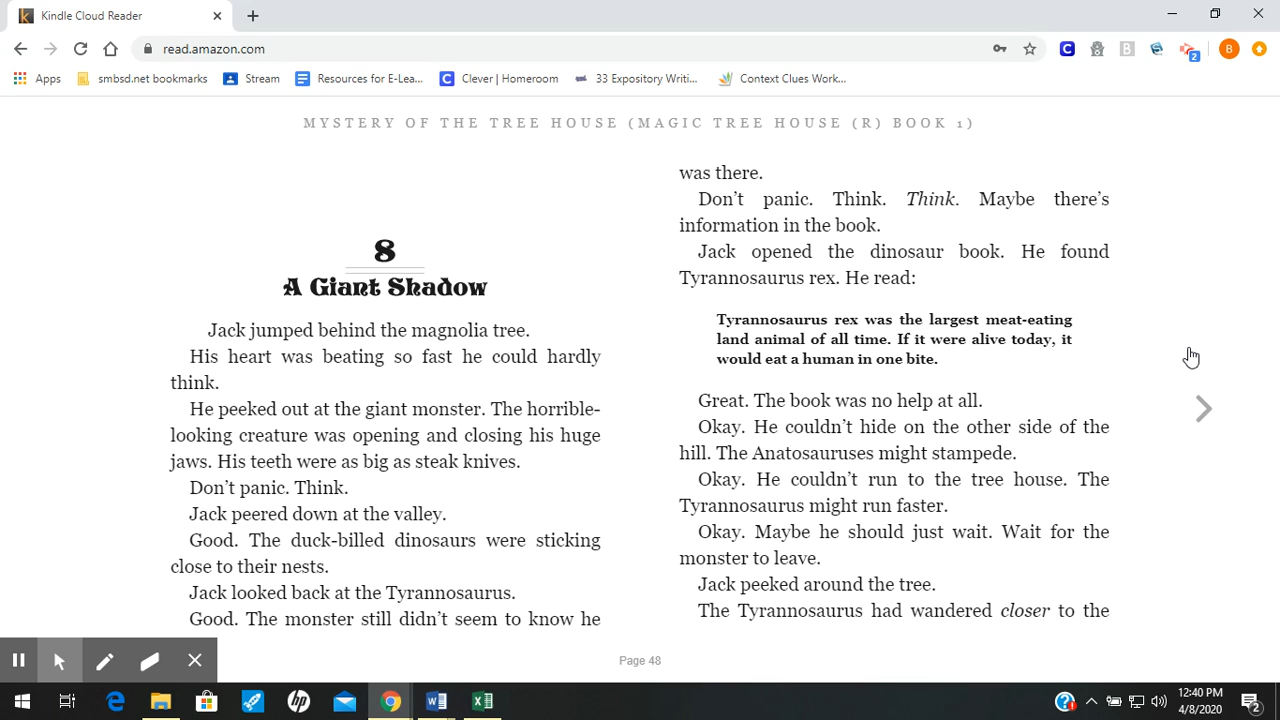 Kindle Cloud Reader
read.amazon.com
2
B
Apps
smbsd.net bookmarks
Stream
Resources for E-Lea...
Clever | Homeroom
33 Expository Writi...
Context Clues Work...
MYSTERY OF THE TREE HOUSE (MAGIC TREE HOUSE (R) BOOK 1)
8
A Giant Shadow
Jack jumped behind the magnolia tree.
His heart was beating so fast he could hardly
think.
He peeked out at the giant monster. The horrible-
looking creature was opening and closing his huge
jaws. His teeth were as big as steak knives.
Don't panic. Think.
Jack peered down at the valley.
Good. The duck-billed dinosaurs were sticking
close to their nests.
Jack looked back at the Tyrannosaurus.
Good. The monster still didn't seem to know he
was there.
Don't panic. Think. Think. Maybe there's
information in the book.
Jack opened the dinosaur book. He found
Tyrannosaurus rex. He read:
Tyrannosaurus rex was the largest meat-eating
land animal of all time. If it were alive today, it
would eat a human in one bite.
Great. The book was no help at all.
Okay. He couldn't hide on the other side of the
hill. The Anatosauruses might stampede.
Okay. He couldn't run to the tree house. The
Tyrannosaurus might run faster.
Okay. Maybe he should just wait. Wait for the
monster to leave.
Jack peeked around the tree.
The Tyrannosaurus had wandered closer to the
Page 48
12:40 PM
4/8/2020
2